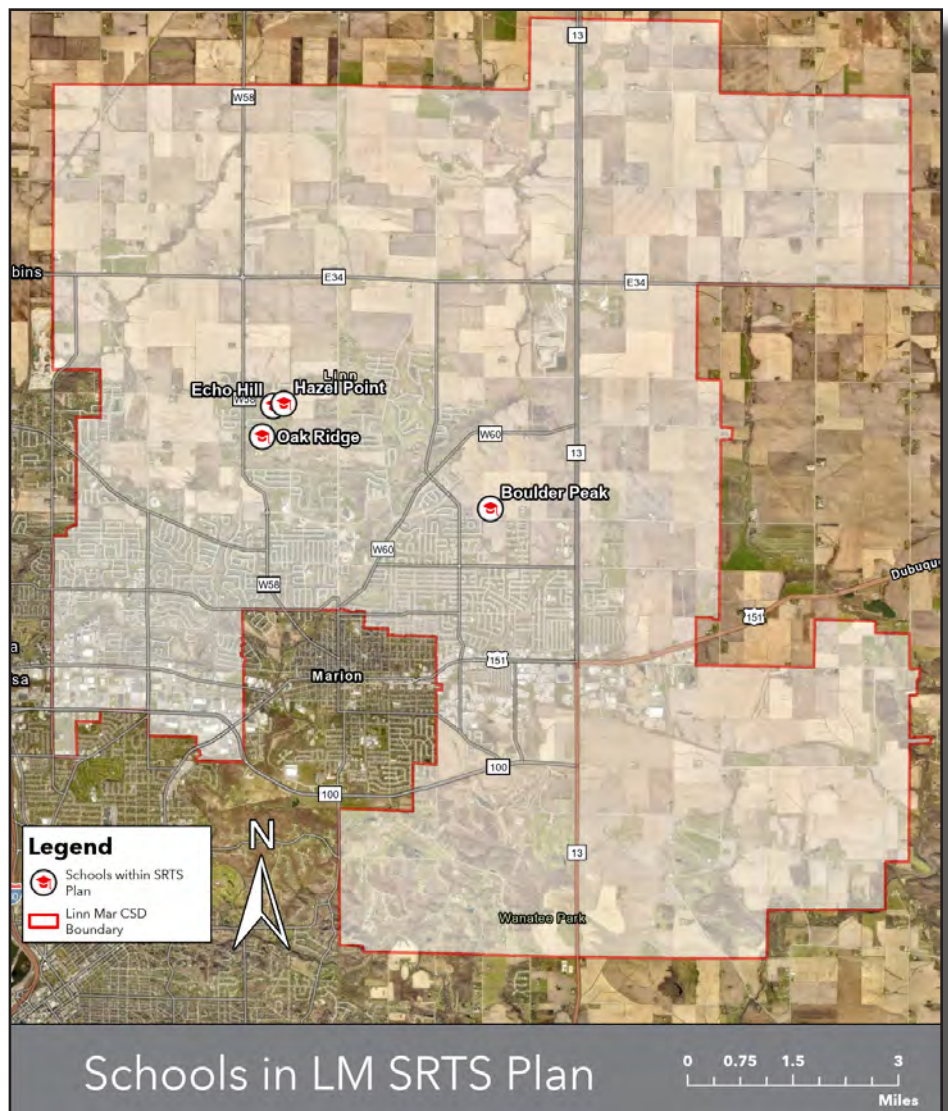 13
W58
bins
E34
E34
Linn
Echo Hill
Hazel Point
W58
Oak Ridge
W60
13
Boulder Peak
W60
Dubuque
W58
151
a
151
sa
Marion
100
100
Legend
Schools within SRTS
Plan
Linn Mar CSD
Boundary
N
13
Wanatee Park
Schools in LM SRTS Plan
0 0.75 1.5 3
Miles